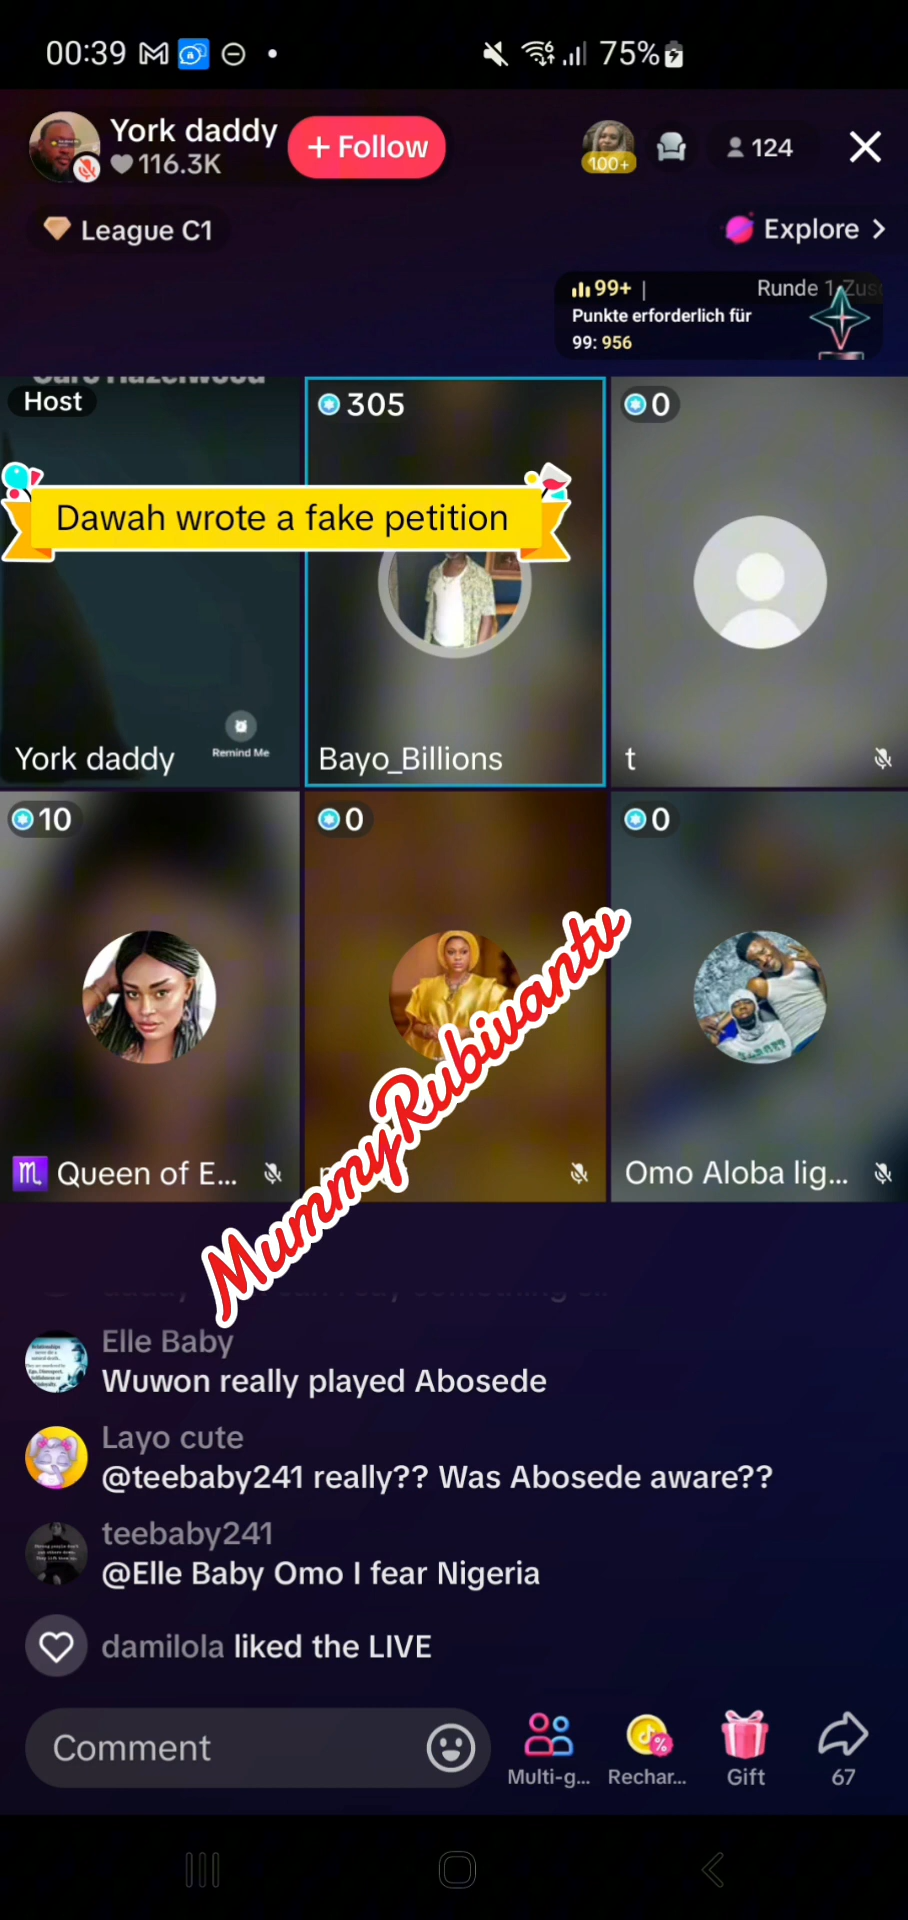 00:39
75%
York daddy
116.3K
+ Follow
100+
124
League C1
Explore >
99+ | Runde 1
Punkte erforderlich für
99: 956
Host
305
0
Dawah wrote a fake petition
Remind Me
York daddy
Bayo_Billions
t
10
0
0
MummyRubivantv
Queen of E...
Omo Aloba lig...
Elle Baby
Wuwon really played Abosede
Layo cute
@teebaby241 really?? Was Abosede aware??
teebaby241
@Elle Baby Omo I fear Nigeria
damilola liked the LIVE
Comment
Multi-g...
Rechar...
Gift
67